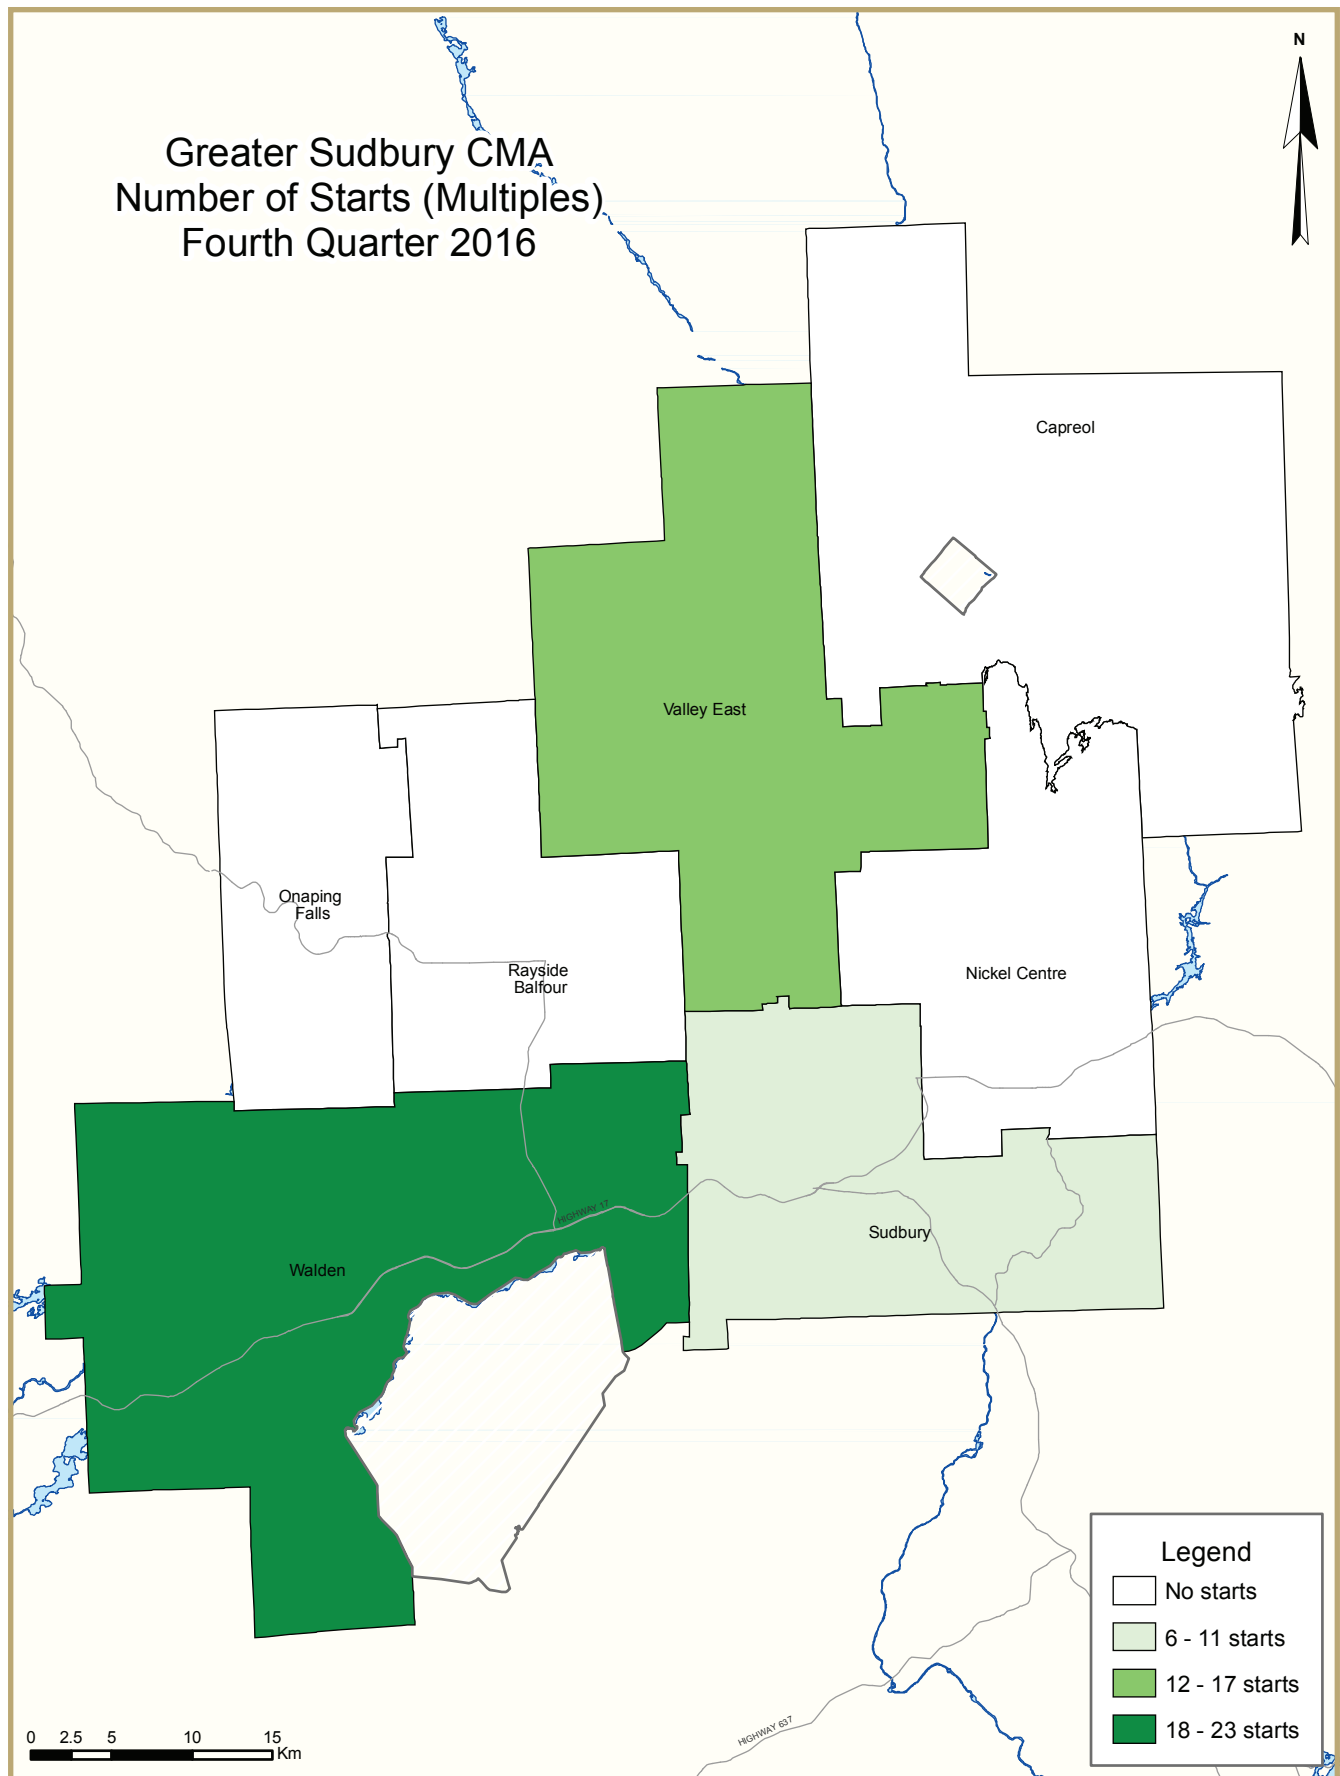 N
Greater Sudbury CMA
Number of Starts (Multiples)
Fourth Quarter 2016
Capreol
Valley East
Onaping
Falls
Rayside
Balfour
Nickel Centre
HIGHWAY 17
Sudbury
Walden
Legend
No starts
6 - 11 starts
12 - 17 starts
18 - 23 starts
HIGHWAY 637
0 2.5 5 10 15
Km